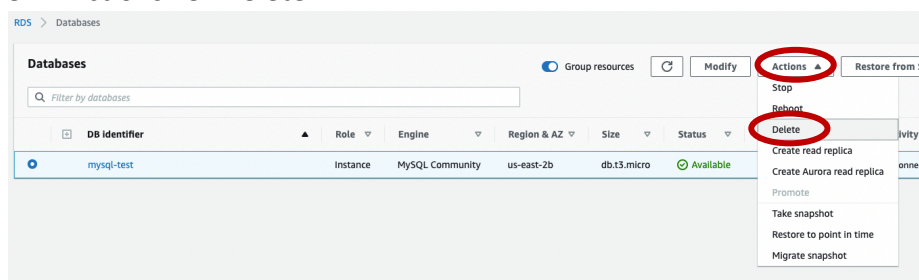 RDS > Databases
Databases
Group resources
Modify
Actions
Restore from
Filter by databases
DB identifier Role Engine Region & AZ Size Status
mysql-test Instance MySQL Community us-east-2b db.t3.micro Available
Stop
Reboot
Delete
Create read replica
Create Aurora read replica
Promote
Take snapshot
Restore to point in time
Migrate snapshot